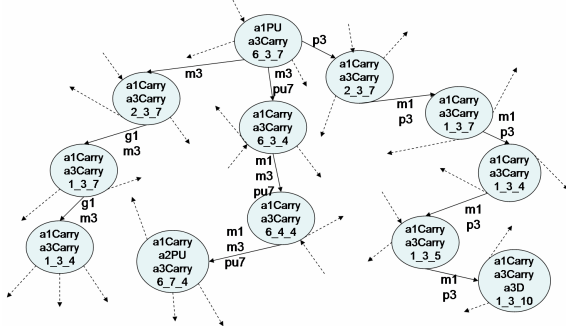 a1PU
a3Carry
6_3_7
p3
m3
m3
pu7
a1Carry
a3Carry
2_3_7
a1Carry
a3Carry
2_3_7
m1
p3
a1Carry
a3Carry
1_3_7
a1Carry
a3Carry
6_3_4
g1
m3
m1
p3
a1Carry
a3Carry
1_3_7
m1
m3
pu7
a1Carry
a3Carry
1_3_4
g1
m3
a1Carry
a3Carry
6_4_4
m1
p3
a1Carry
a3Carry
1_3_4
m1
m3
pu7
a1Carry
a2PU
a3Carry
6_7_4
a1Carry
a3Carry
1_3_5
m1
p3
a1Carry
a3Carry
a3D
1_3_10